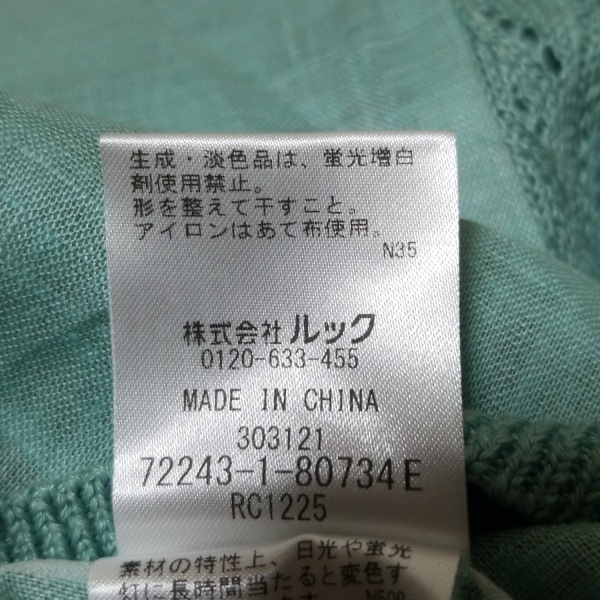 生成・淡色品は、蛍光増白
剤使用禁止。
形を整えて干すこと。
アイロンはあて布使用。
N35
株式会社 ルック
0120-633-455
MADE IN CHINA
303121
72243-1-80734E
RC1225
素材の特性上、日光や蛍光
灯に長時間当たると変色す
N500